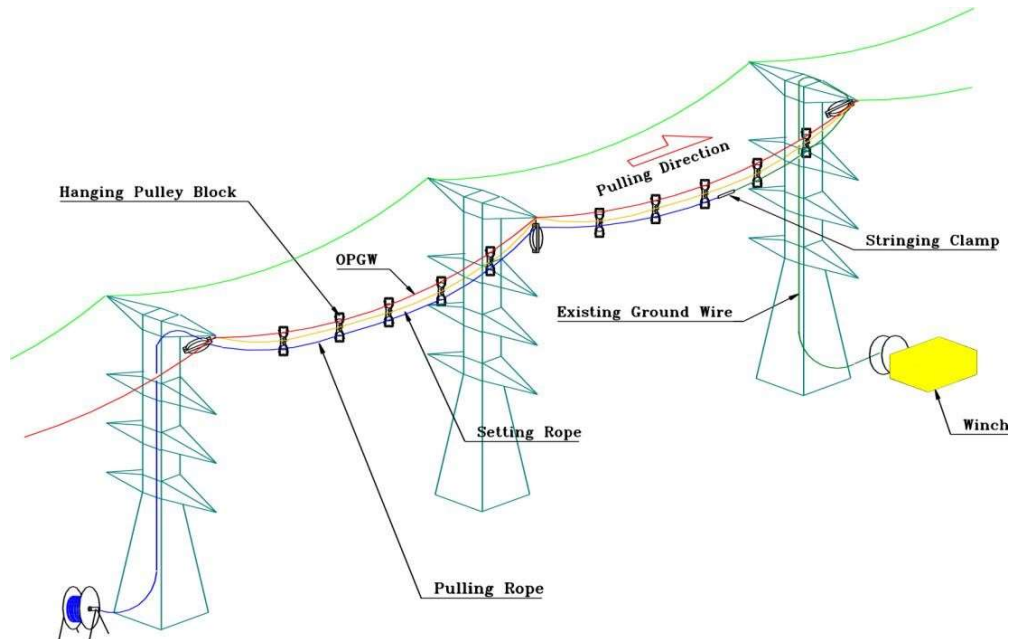 Pulling Direction
Hanging Pulley Block
Stringing Clamp
OPGW
Existing Ground Wire
Winch
Setting Rope
Pulling Rope